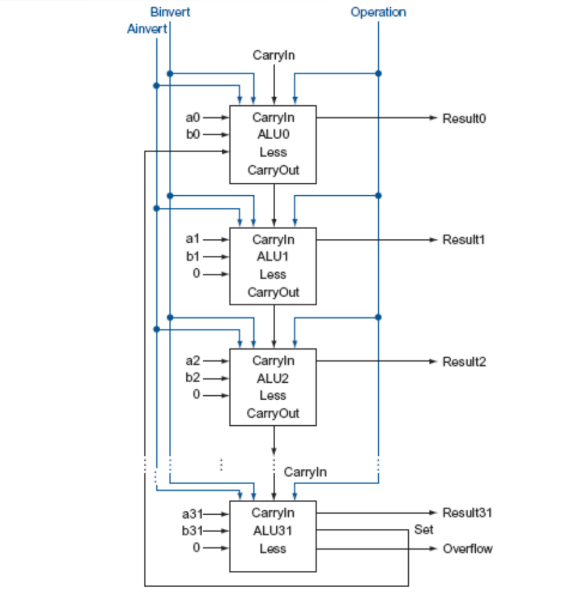 Binvert
Operation
Ainvert
CarryIn
a0
CarryIn
Result0
b0
ALU0
Less
CarryOut
a1
CarryIn
Result1
b1
ALU1
0
Less
CarryOut
a2
CarryIn
Result2
b2
ALU2
0
Less
CarryOut
CarryIn
a31
CarryIn
Result31
b31
ALU31
Set
0
Less
Overflow